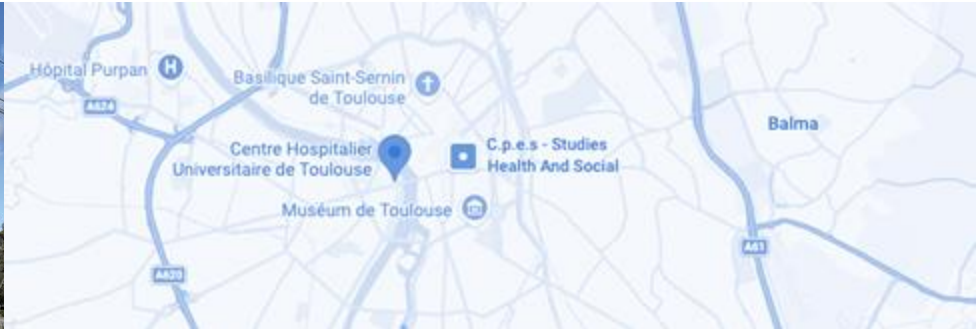 Hôpital Purpan
H
A624
Basilique Saint-Sernin
de Toulouse
Centre Hospitalier
Universitaire de Toulouse
C.p.e.s - Studies
Health And Social
Balma
Muséum de Toulouse
A61
A620